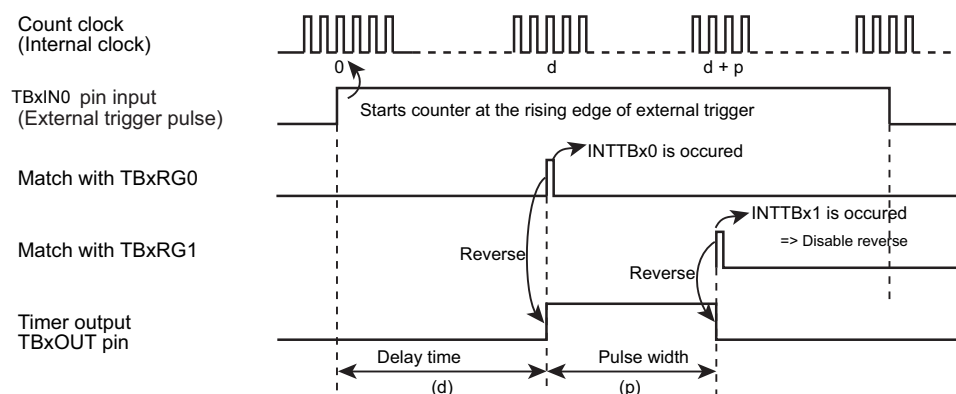 Count clock
(Internal clock)
0
d
d + p
TBxIN0 pin input
(External trigger pulse)
Starts counter at the rising edge of external trigger
INTTBx0 is occured
Match with TBxRG0
INTTBx1 is occured
=> Disable reverse
Match with TBxRG1
Reverse
Reverse
Timer output
TBxOUT pin
Delay time
Pulse width
(d)
(p)